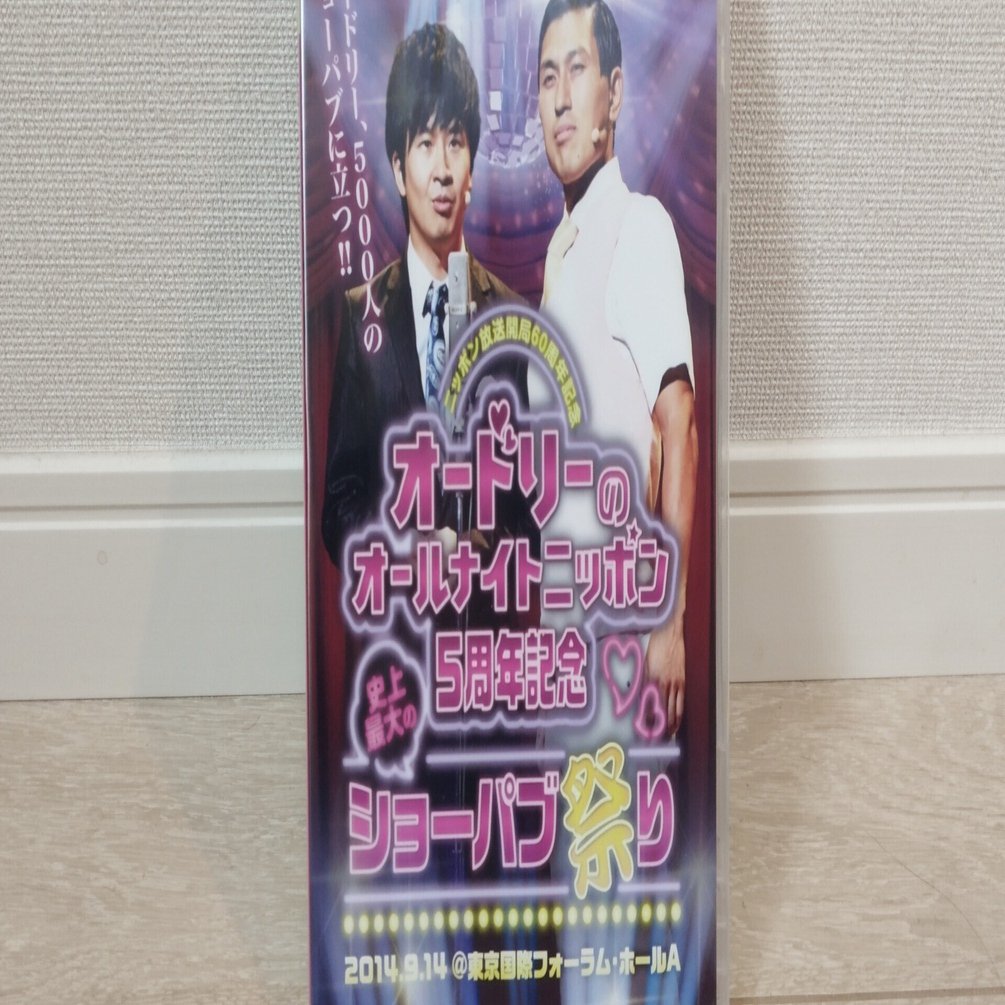 ードリー、5000人の
ョーパブに立つ!!
ニッポン放送開局60周年記念
オードリーの
オールナイトニッポン
5周年記念
史上
最大の
ショーパブ祭り
2014.9.14 @東京国際フォーラム・ホールA